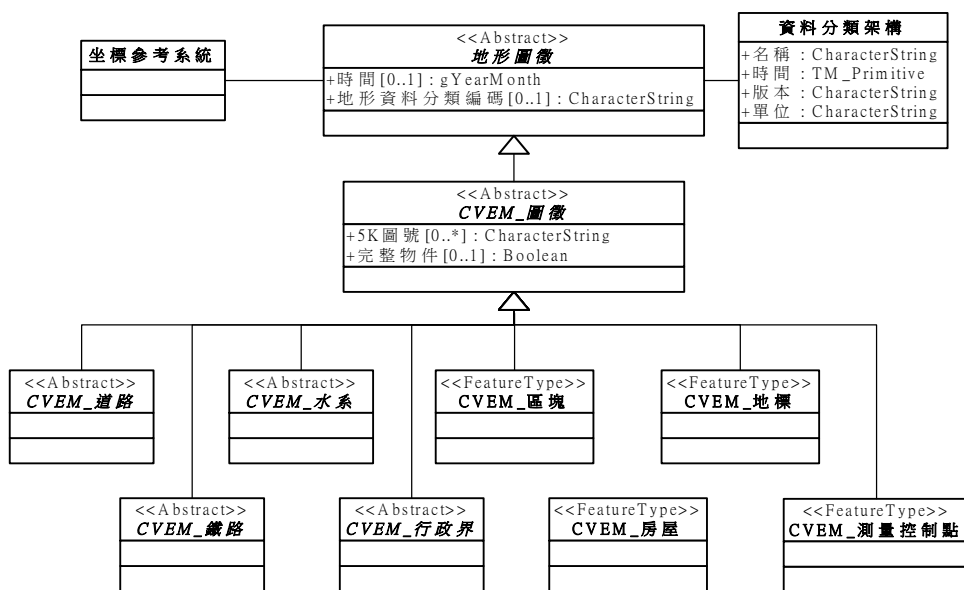 坐標參考系統
<<Abstract>>
地形圖徵
+時間[0..1] : gYearMonth
+地形資料分類編碼[0..1] : CharacterString
資料分類架構
+名稱 : CharacterString
+時間 : TM_Primitive
+版本 : CharacterString
+單位 : CharacterString
<<Abstract>>
CVEM_圖徵
+5K圖號[0..*] : CharacterString
+完整物件[0..1] : Boolean
<<Abstract>>
CVEM_道路
<<Abstract>>
CVEM_水系
<<FeatureType>>
CVEM_區塊
<<FeatureType>>
CVEM_地標
<<Abstract>>
CVEM_鐵路
<<Abstract>>
CVEM_行政界
<<FeatureType>>
CVEM_房屋
<<FeatureType>>
CVEM_測量控制點